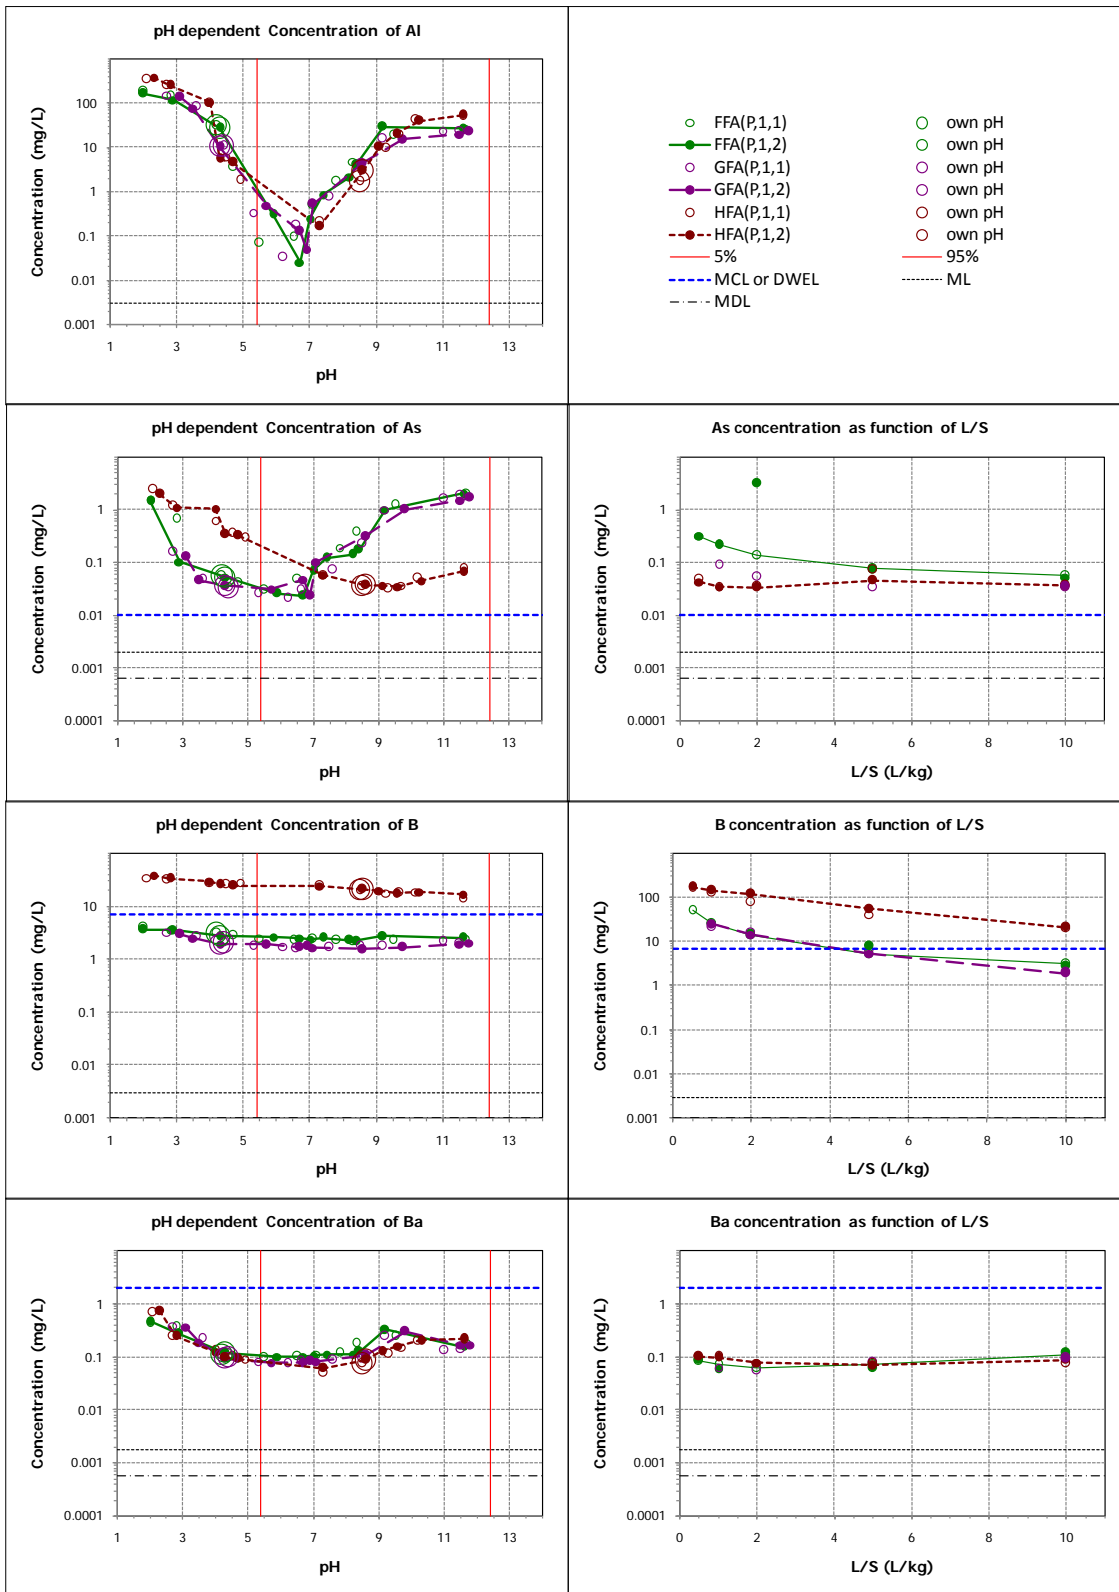 pH dependent Concentration of Al
Concentration (mg/L)
100
10
1
0.1
0.01
0.001
1 3 5 7 9 11 13
pH
FFA(P,1,1) own pH
FFA(P,1,2) own pH
GFA(P,1,1) own pH
GFA(P,1,2) own pH
HFA(P,1,1) own pH
HFA(P,1,2) own pH
5% 95%
MCL or DWEL ML
MDL
pH dependent Concentration of As
Concentration (mg/L)
1
0.1
0.01
0.001
0.0001
1 3 5 7 9 11 13
pH
As concentration as function of L/S
Concentration (mg/L)
1
0.1
0.01
0.001
0.0001
0 2 4 6 8 10
L/S (L/kg)
pH dependent Concentration of B
Concentration (mg/L)
10
1
0.1
0.01
0.001
1 3 5 7 9 11 13
pH
B concentration as function of L/S
Concentration (mg/L)
100
10
1
0.1
0.01
0.001
0 2 4 6 8 10
L/S (L/kg)
pH dependent Concentration of Ba
Concentration (mg/L)
1
0.1
0.01
0.001
0.0001
1 3 5 7 9 11 13
pH
Ba concentration as function of L/S
Concentration (mg/L)
1
0.1
0.01
0.001
0.0001
0 2 4 6 8 10
L/S (L/kg)